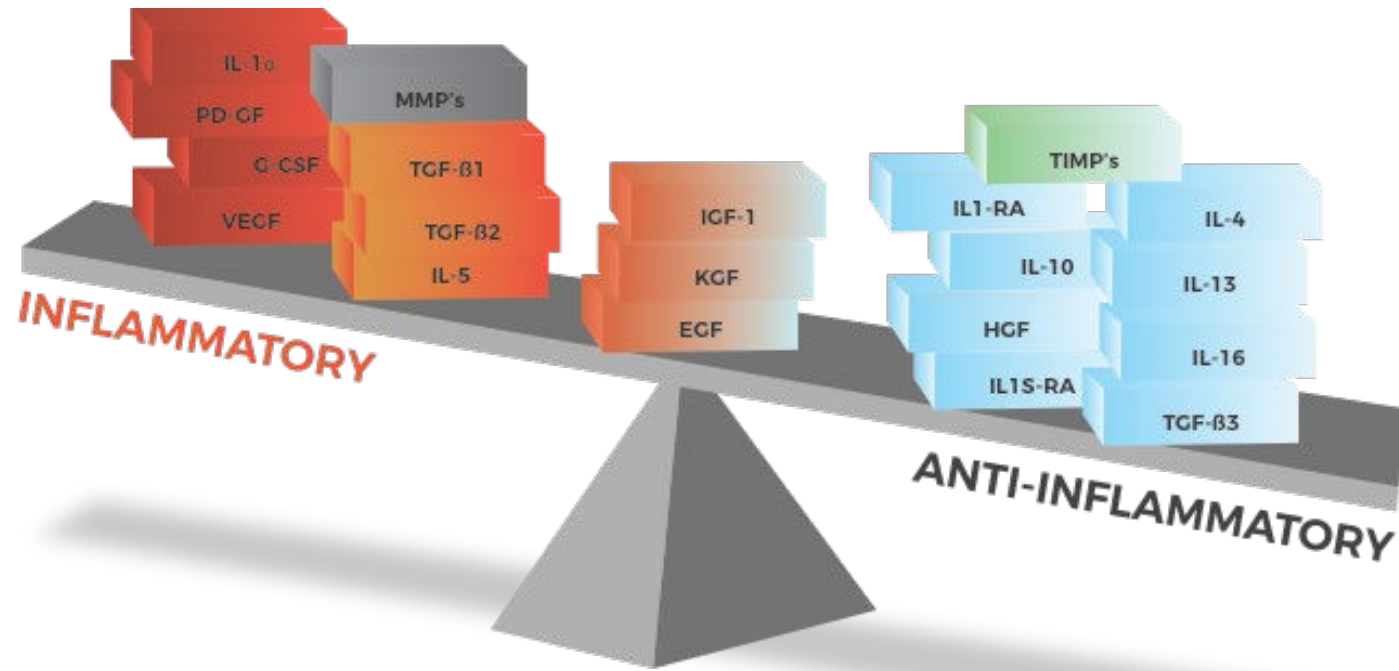 IL-1α
PD-GF
G-CSF
VEGF
MMP's
TGF-ß1
TGF-ß2
IL-5
INFLAMMATORY
IGF-1
KGF
EGF
TIMP's
IL1-RA
IL-10
HGF
IL1S-RA
IL-4
IL-13
IL-16
TGF-ß3
ANTI-INFLAMMATORY